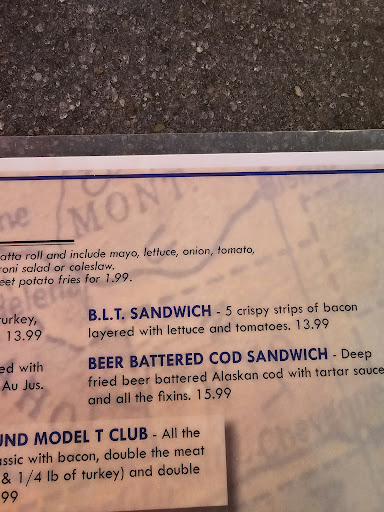 MONT.
atta roll and include mayo, lettuce, onion, tomato,
roni salad or coleslaw.
eet potato fries for 1.99.
turkey,
13.99
ed with
Au Jus.
B.L.T. SANDWICH - 5 crispy strips of bacon
layered with lettuce and tomatoes. 13.99
BEER BATTERED COD SANDWICH - Deep
fried beer battered Alaskan cod with tartar sauce
and all the fixins. 15.99
UND MODEL T CLUB - All the
assic with bacon, double the meat
& 1/4 lb of turkey) and double
99